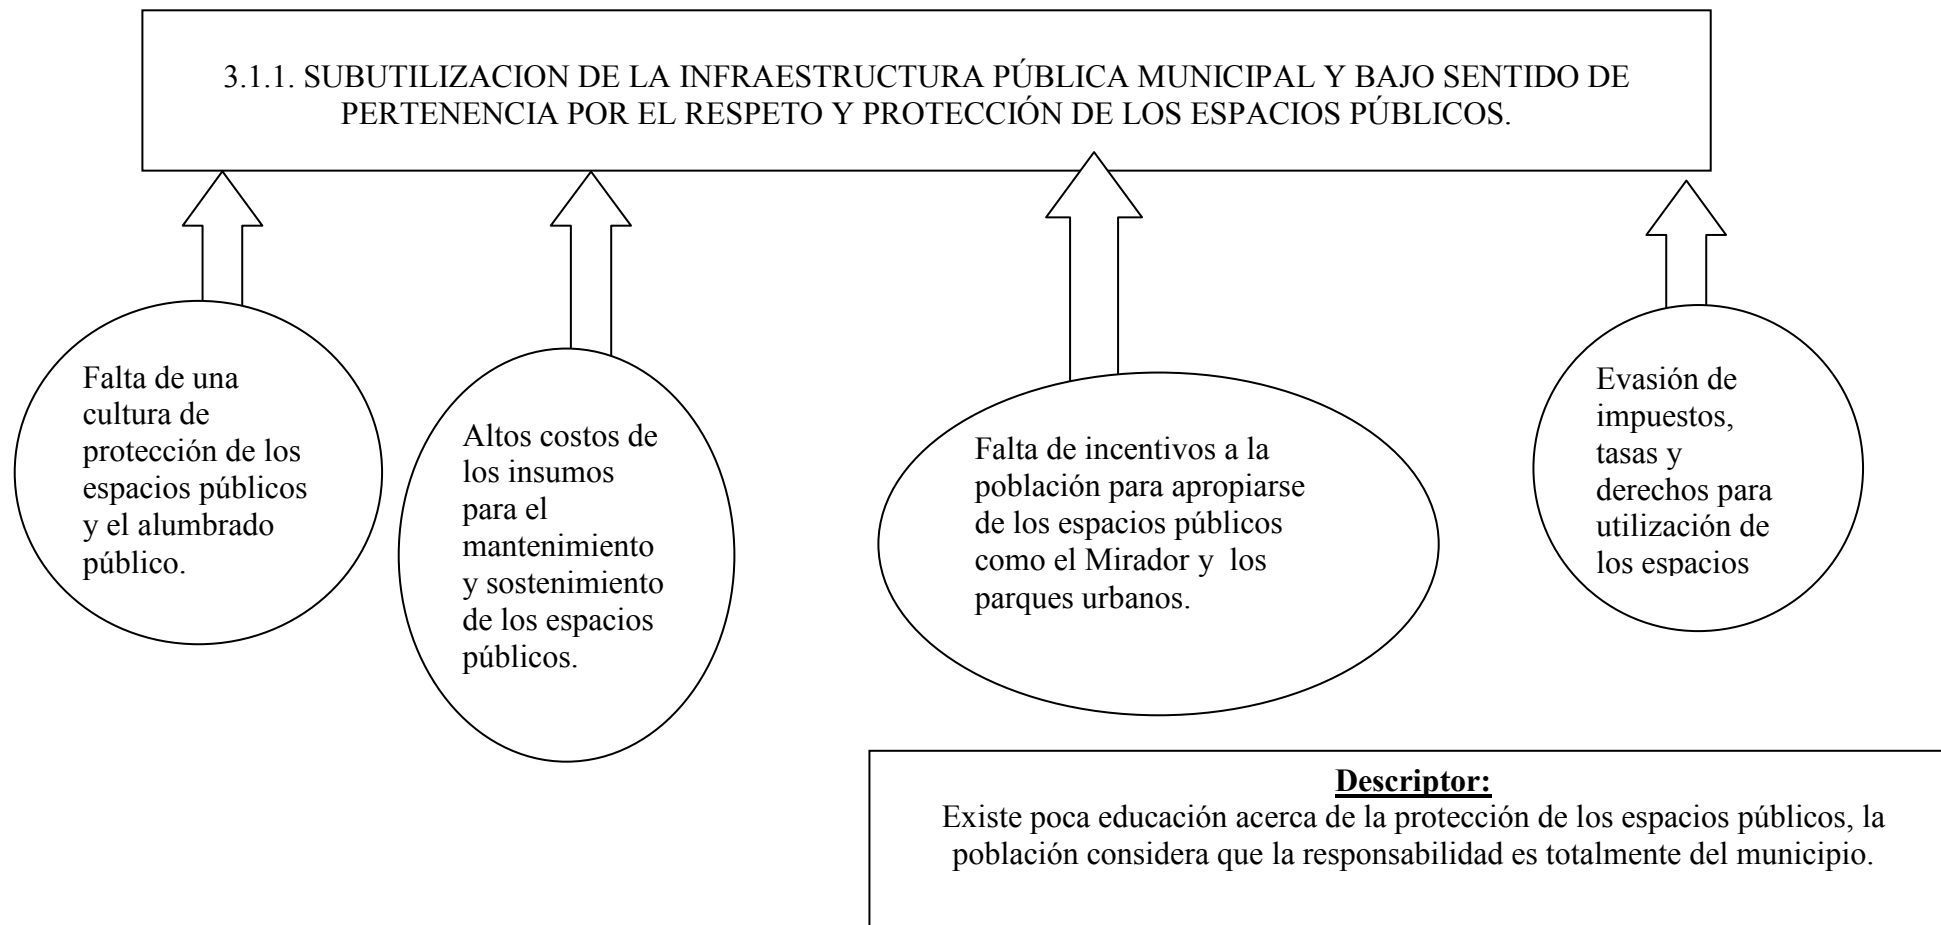 3.1.1. SUBUTILIZACION DE LA INFRAESTRUCTURA PÚBLICA MUNICIPAL Y BAJO SENTIDO DE
PERTENENCIA POR EL RESPETO Y PROTECCIÓN DE LOS ESPACIOS PÚBLICOS.
Falta de una
cultura de
protección de los
espacios públicos
y el alumbrado
público.
Altos costos de
los insumos
para el
mantenimiento
y sostenimiento
de los espacios
públicos.
Falta de incentivos a la
población para apropiarse
de los espacios públicos
como el Mirador y  los
parques urbanos.
Evasión de
impuestos,
tasas y
derechos para
utilización de
los espacios
Descriptor:
Existe poca educación acerca de la protección de los espacios públicos, la
población considera que la responsabilidad es totalmente del municipio.